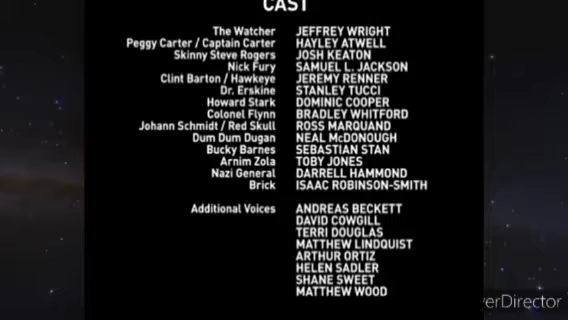 CAST
The Watcher JEFFREY WRIGHT
Peggy Carter / Captain Carter HAYLEY ATWELL
Skinny Steve Rogers JOSH KEATON
Nick Fury SAMUEL L. JACKSON
Clint Barton / Hawkeye JEREMY RENNER
Dr. Erskine STANLEY TUCCI
Howard Stark DOMINIC COOPER
Colonel Flynn BRADLEY WHITFORD
Johann Schmidt / Red Skull ROSS MARQUAND
Dum Dum Dugan NEAL McDONOUGH
Bucky Barnes SEBASTIAN STAN
Arnim Zola TOBY JONES
Nazi General DARRELL HAMMOND
Brick ISAAC ROBINSON-SMITH
Additional Voices ANDREAS BECKETT
DAVID COWGILL
TERRI DOUGLAS
MATTHEW LINDQUIST
ARTHUR ORTIZ
HELEN SADLER
SHANE SWEET
MATTHEW WOOD
verDirector